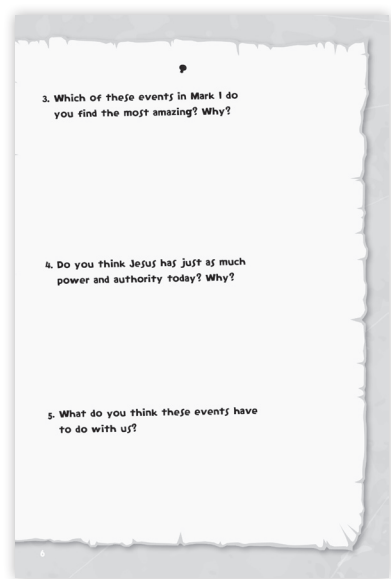 ?
3. Which of these events in Mark 1 do
you find the most amazing? Why?
4. Do you think Jesus has just as much
power and authority today? Why?
5. What do you think these events have
to do with us?
6